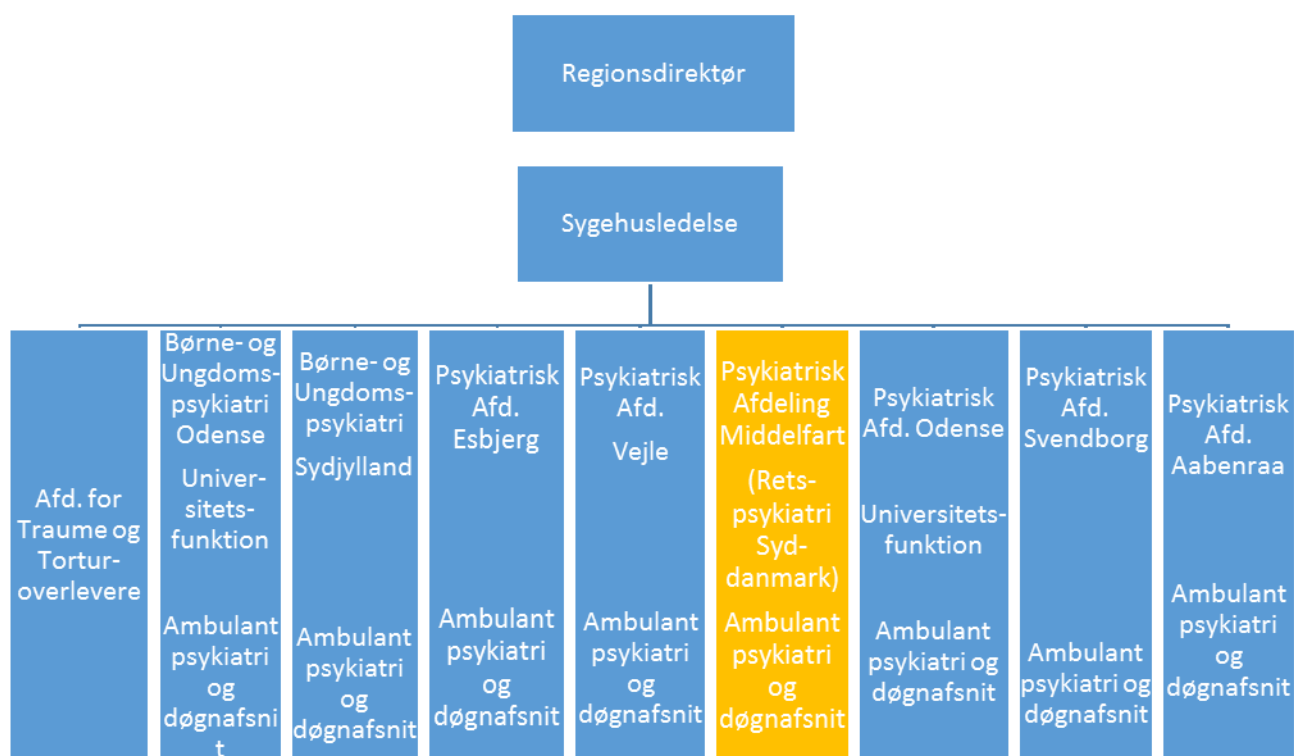 Regionsdirektør
Sygehusledelse
Afd. for
Traume og
Tortur-
overlevere
Børne- og
Ungdoms-
psykiatri
Odense
Univer-
sitets-
funktion
Ambulant
psykiatri
og
døgnafsni
t
Børne- og
Ungdoms-
psykiatri
Sydjylland
Ambulant
psykiatri
og
døgnafsnit
Psykiatrisk
Afd.
Esbjerg
Ambulant
psykiatri
og
døgnafsnit
Psykiatrisk
Afd.
Vejle
Ambulant
psykiatri
og
døgnafsnit
Psykiatrisk
Afdeling
Middelfart
(Rets-
psykiatri
Syd-
danmark)
Ambulant
psykiatri
og
døgnafsnit
Psykiatrisk
Afd. Odense
Universitets-
funktion
Ambulant
psykiatri og
døgnafsnit
Psykiatrisk
Afd.
Svendborg
Ambulant
psykiatri og
døgnafsnit
Psykiatrisk
Afd.
Aabenraa
Ambulant
psykiatri
og
døgnafsnit